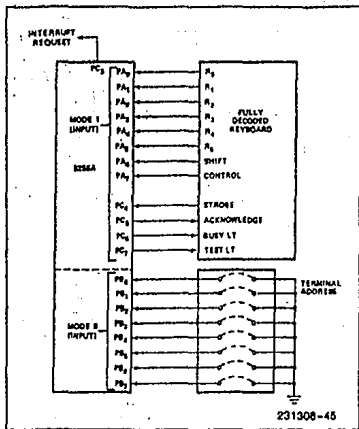 INTERRUPT
REQUEST
PC3
PA0 R0
PA1 R1
PA2 R2
PA3 R3
PA4 R4
PA5 R5
PA6 SHIFT
PA7 CONTROL
MODE 1
(INPUT)
8255A
FULLY
DECODED
KEYBOARD
PC4 STROBE
PC5 ACKNOWLEDGE
PC6 BUSY LT
PC7 TEST LT
PB0
PB1
PB2
PB3
PB4
PB5
PB6
PB7
MODE 0
(INPUT)
TERMINAL
ADDRESS
231308-45